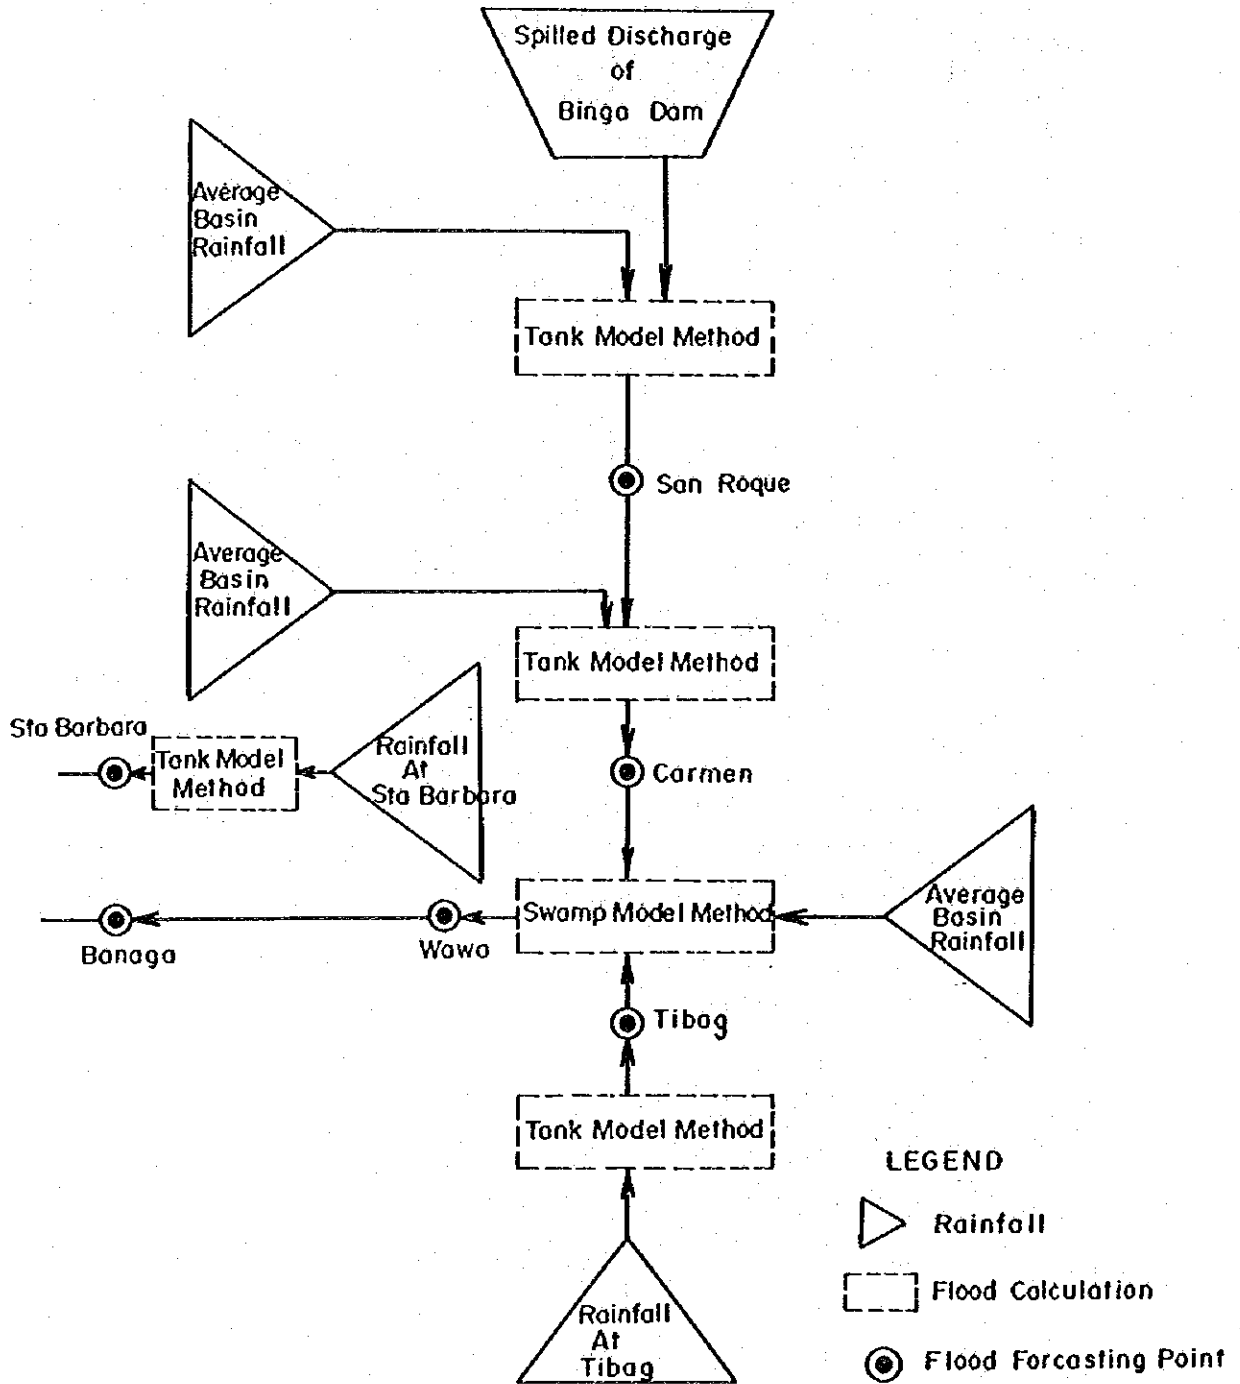 Spilled Discharge
of
Binga Dam
Average
Basin
Rainfall
Tank Model Method
San Roque
Average
Basin
Rainfall
Tank Model Method
Sta Barbara
Tank Model
Method
Rainfall
At
Sta Barbara
Carmen
Average
Basin
Rainfall
Swamp Model Method
Wawa
Banaga
Tibag
Tank Model Method
Rainfall
At
Tibag
LEGEND
Rainfall
Flood Calculation
Flood Forcasting Point